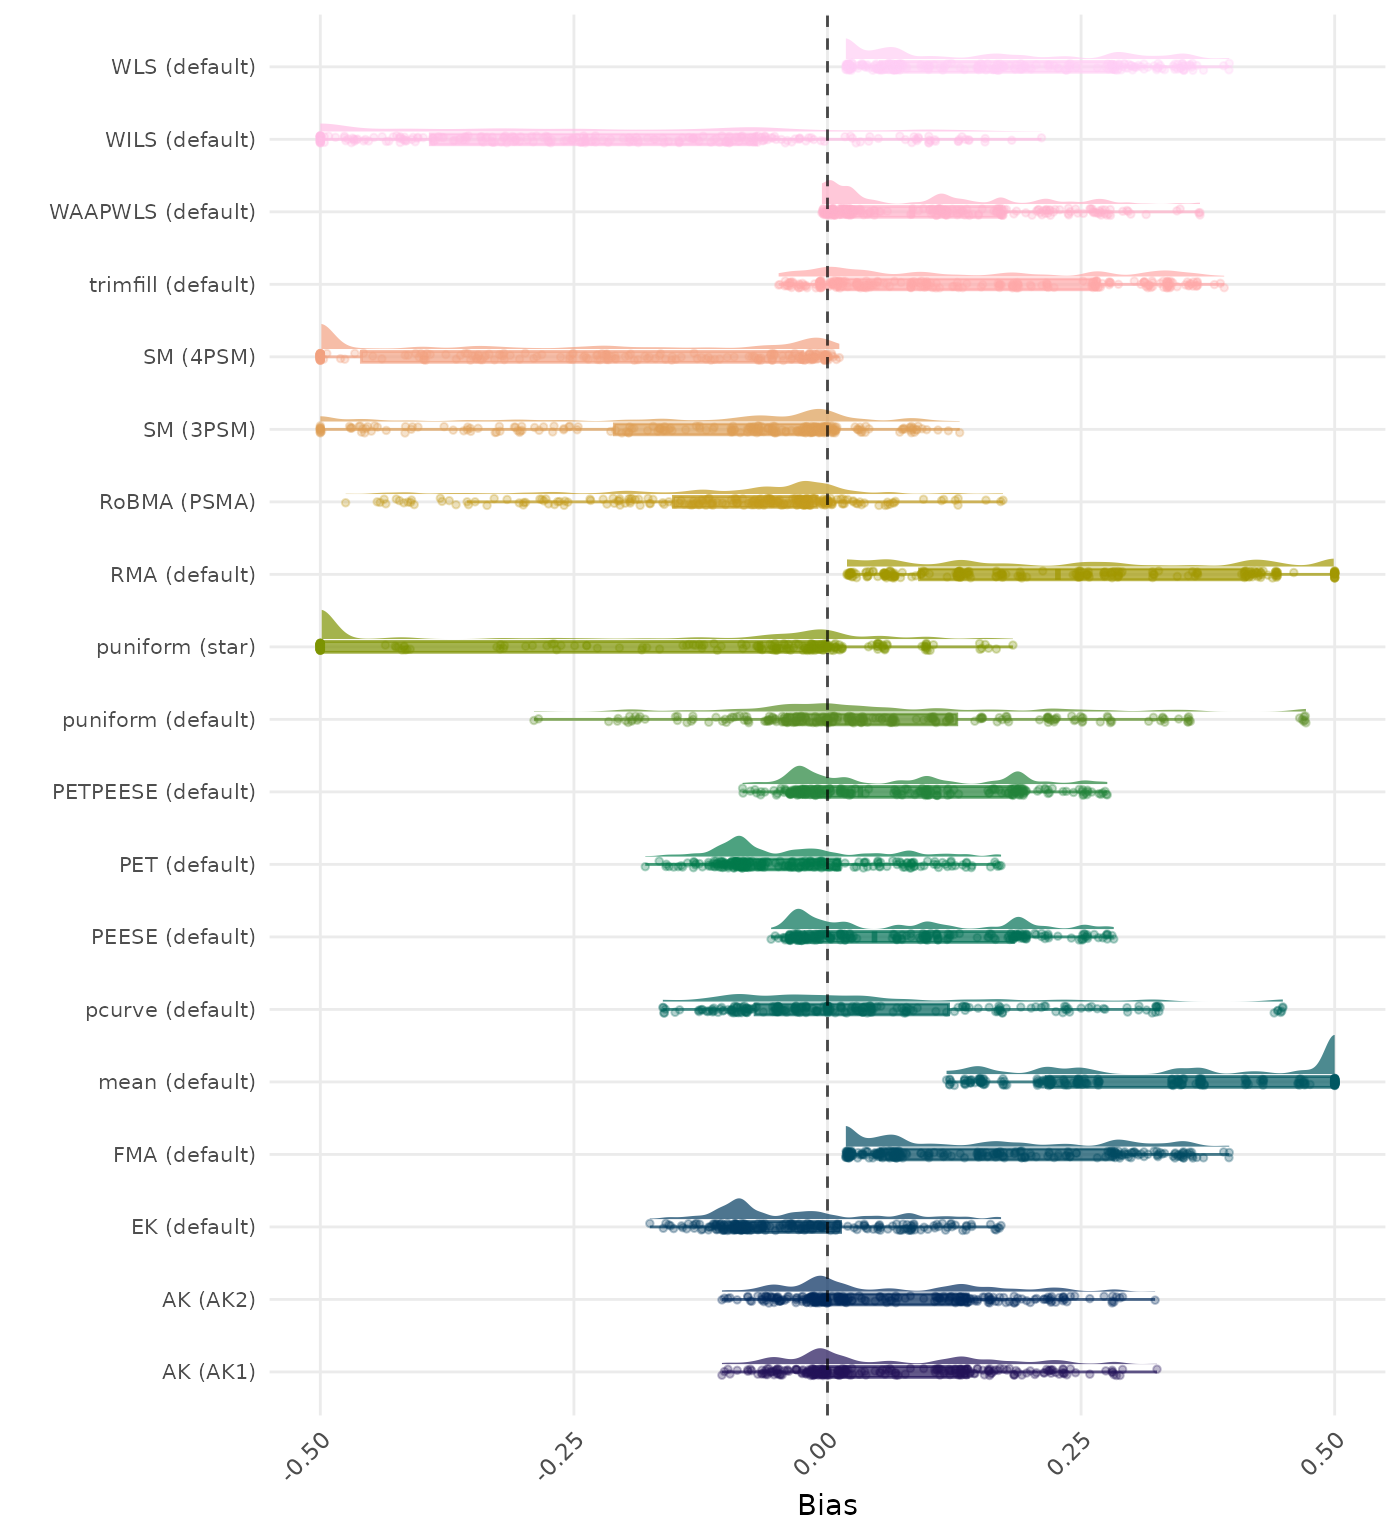 WLS (default)
WILS (default)
WAAPWLS (default)
trimfill (default)
SM (4PSM)
SM (3PSM)
RoBMA (PSMA)
RMA (default)
puniform (star)
puniform (default)
PETPEESE (default)
PET (default)
PEESE (default)
pcurve (default)
mean (default)
FMA (default)
EK (default)
AK (AK2)
AK (AK1)
-0.50 -0.25 0.00 0.25 0.50
Bias